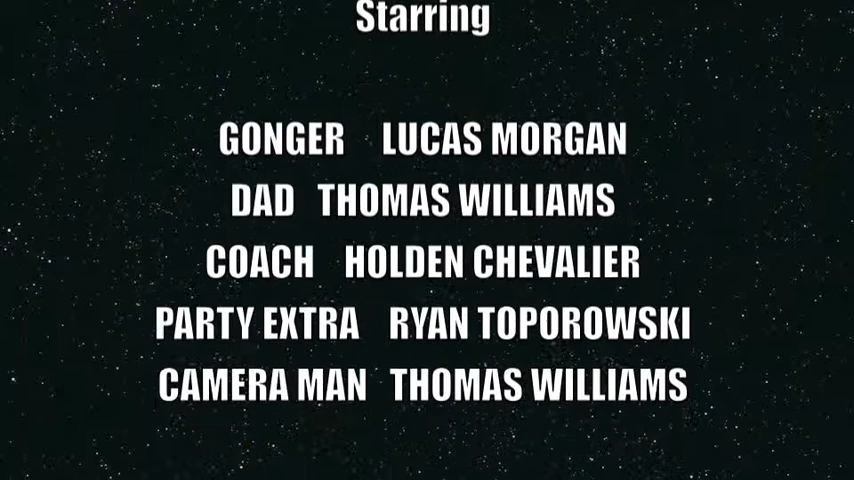 Starring
GONGER LUCAS MORGAN
DAD THOMAS WILLIAMS
COACH HOLDEN CHEVALIER
PARTY EXTRA RYAN TOPOROWSKI
CAMERA MAN THOMAS WILLIAMS